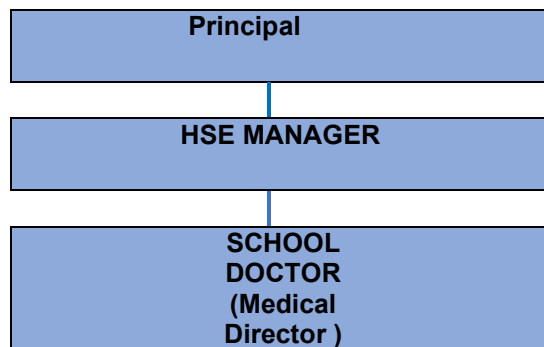 Principal
HSE MANAGER
SCHOOL
DOCTOR
(Medical
Director )